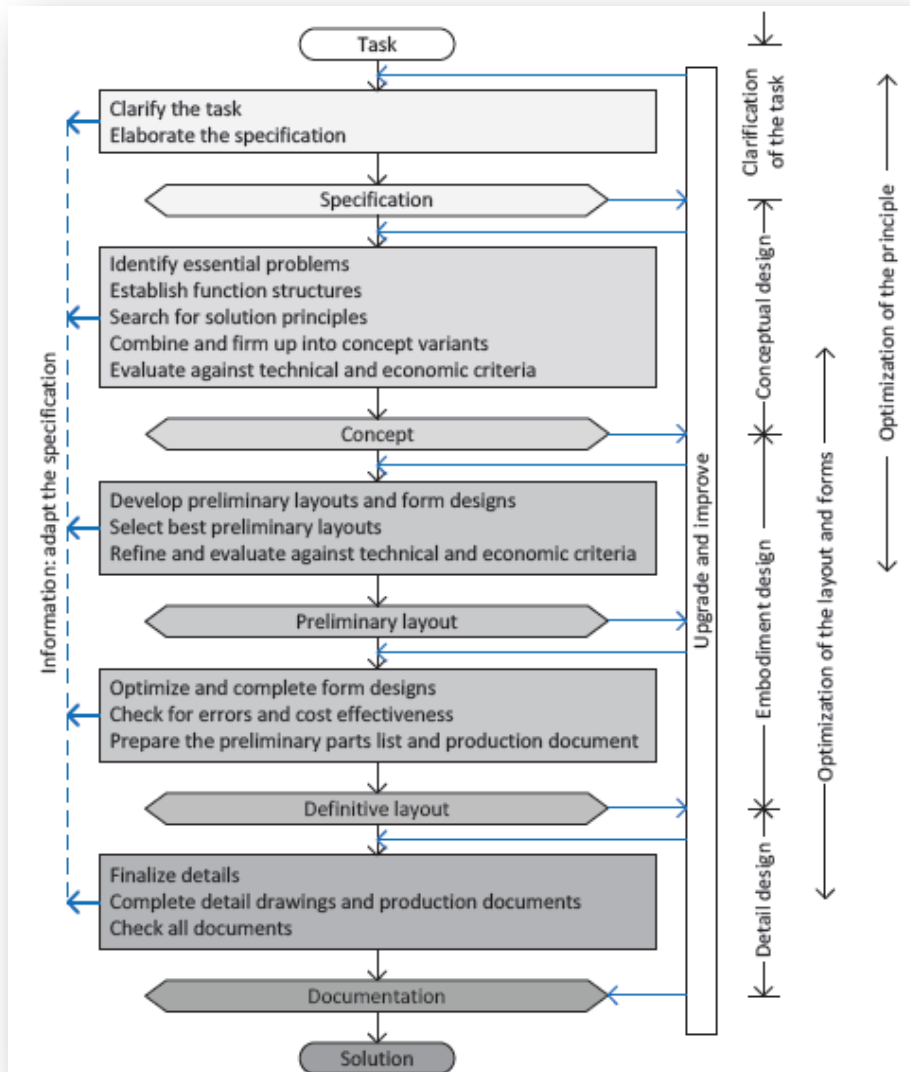 Task
Clarify the task
Elaborate the specification
Specification
Identify essential problems
Establish function structures
Search for solution principles
Combine and firm up into concept variants
Evaluate against technical and economic criteria
Concept
Develop preliminary layouts and form designs
Select best preliminary layouts
Refine and evaluate against technical and economic criteria
Preliminary layout
Optimize and complete form designs
Check for errors and cost effectiveness
Prepare the preliminary parts list and production document
Definitive layout
Finalize details
Complete detail drawings and production documents
Check all documents
Documentation
Solution
Information: adapt the specification
Upgrade and improve
Clarification
of the task
Conceptual design
Embodiment design
Detail design
Optimization of the layout and forms
Optimization of the principle